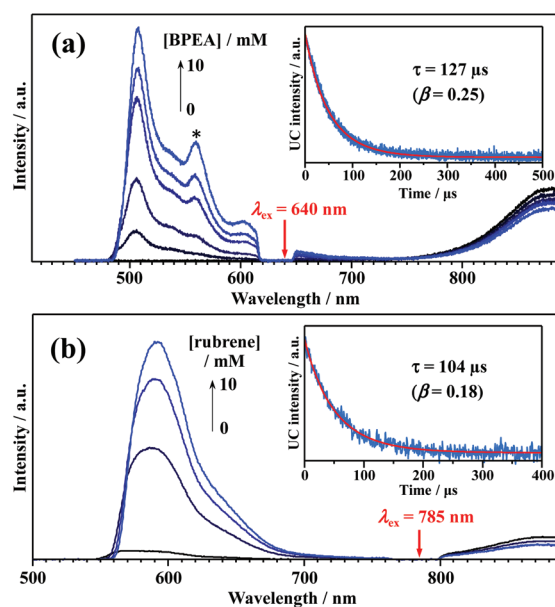 (a)
[BPEA] / mM
10
0
*
τ = 127 μs
(β = 0.25)
UC intensity / a.u.
0 100 200 300 400 500
Time / μs
λex = 640 nm
Intensity / a.u.
500 600 700 800
Wavelength / nm
(b)
[rubrene]
/ mM
10
0
τ = 104 μs
(β = 0.18)
UC intensity / a.u.
0 100 200 300 400
Time / μs
λex = 785 nm
Intensity / a.u.
500 600 700 800
Wavelength / nm